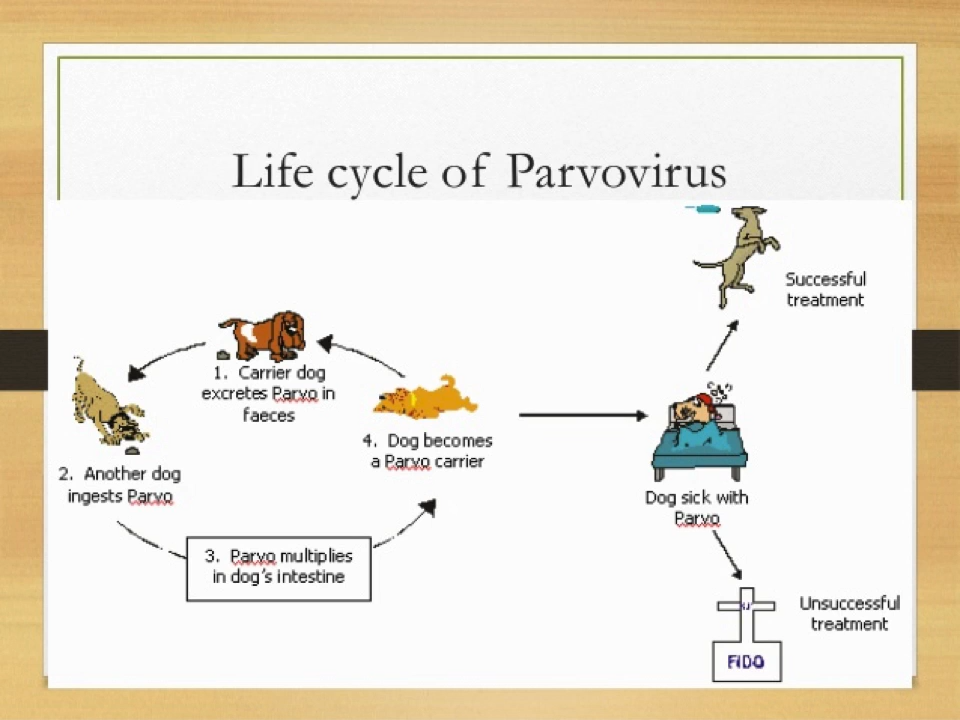 Life cycle of Parvovirus
Successful
treatment
1. Carrier dog
excretes Parvo in
faeces
2. Another dog
ingests Parvo
3. Parvo multiplies
in dog's intestine
4. Dog becomes
a Parvo carrier
Dog sick with
Parvo
Unsuccessful
treatment
FIDO